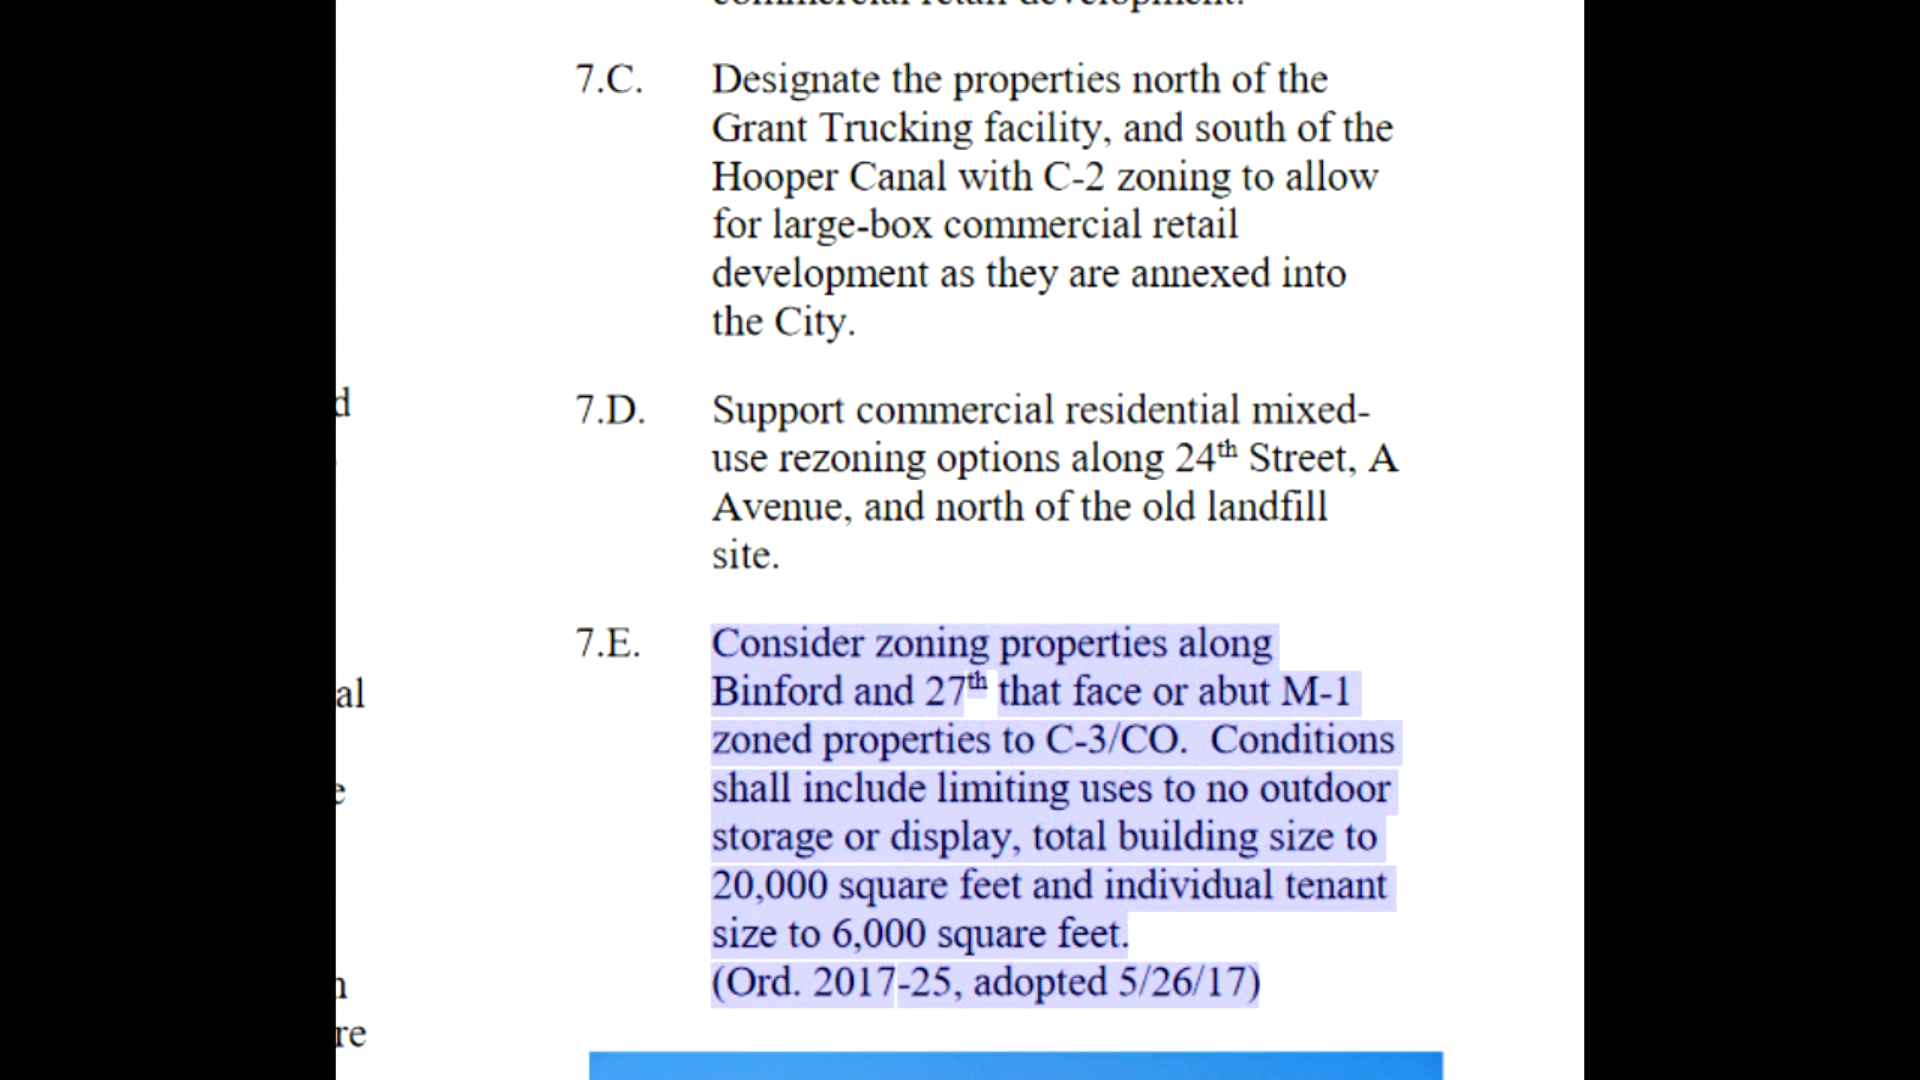 commercial retail development.
7.C. Designate the properties north of the
Grant Trucking facility, and south of the
Hooper Canal with C-2 zoning to allow
for large-box commercial retail
development as they are annexed into
the City.
d
7.D. Support commercial residential mixed-
use rezoning options along 24th Street, A
Avenue, and north of the old landfill
site.
7.E. Consider zoning properties along
Binford and 27th that face or abut M-1
al
zoned properties to C-3/CO.  Conditions
shall include limiting uses to no outdoor
e
storage or display, total building size to
20,000 square feet and individual tenant
size to 6,000 square feet.
(Ord. 2017-25, adopted 5/26/17)
re